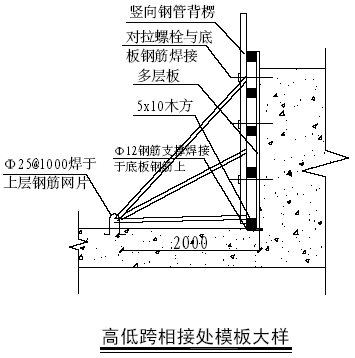 竖向钢管背楞
对拉螺栓与底
板钢筋焊接
多层板
5x10木方
Φ12钢筋支撑焊接
于底板钢筋上
Φ25@1000焊于
上层钢筋网片
2000
高低跨相接处模板大样